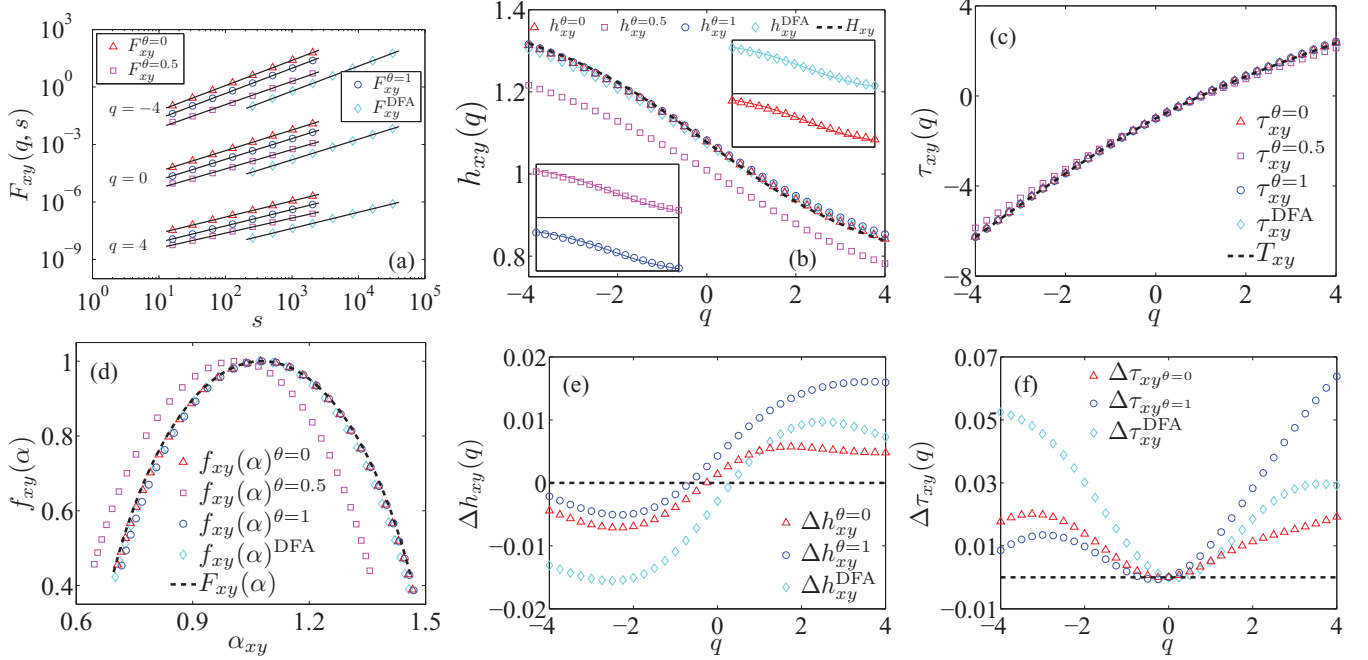 10^3
10^0
10^−3
10^−6
10^−9
F_xy(q, s)
F_xy^θ=0
F_xy^θ=0.5
F_xy^θ=1
F_xy^DFA
q = −4
q = 0
q = 4
(a)
10^0 10^1 10^2 10^3 10^4 10^5
s
h_xy^θ=0 h_xy^θ=0.5 h_xy^θ=1 h_xy^DFA H_xy
1.4
1.2
1
0.8
h_xy(q)
(b)
−4 −2 0 2 4
q
4
0
−4
−8
τ_xy(q)
(c)
τ_xy^θ=0
τ_xy^θ=0.5
τ_xy^θ=1
τ_xy^DFA
T_xy
−4 −2 0 2 4
q
1
0.8
0.6
0.4
f_xy(α)
(d)
f_xy(α)^θ=0
f_xy(α)^θ=0.5
f_xy(α)^θ=1
f_xy(α)^DFA
F_xy(α)
0.6 0.9 1.2 1.5
α_xy
0.02
0.01
0
−0.01
−0.02
Δh_xy(q)
(e)
Δh_xy^θ=0
Δh_xy^θ=1
Δh_xy^DFA
−4 −2 0 2 4
q
0.07
0.05
0.03
0.01
−0.01
Δτ_xy(q)
(f)
Δτ_xy^θ=0
Δτ_xy^θ=1
Δτ_xy^DFA
−4 −2 0 2 4
q